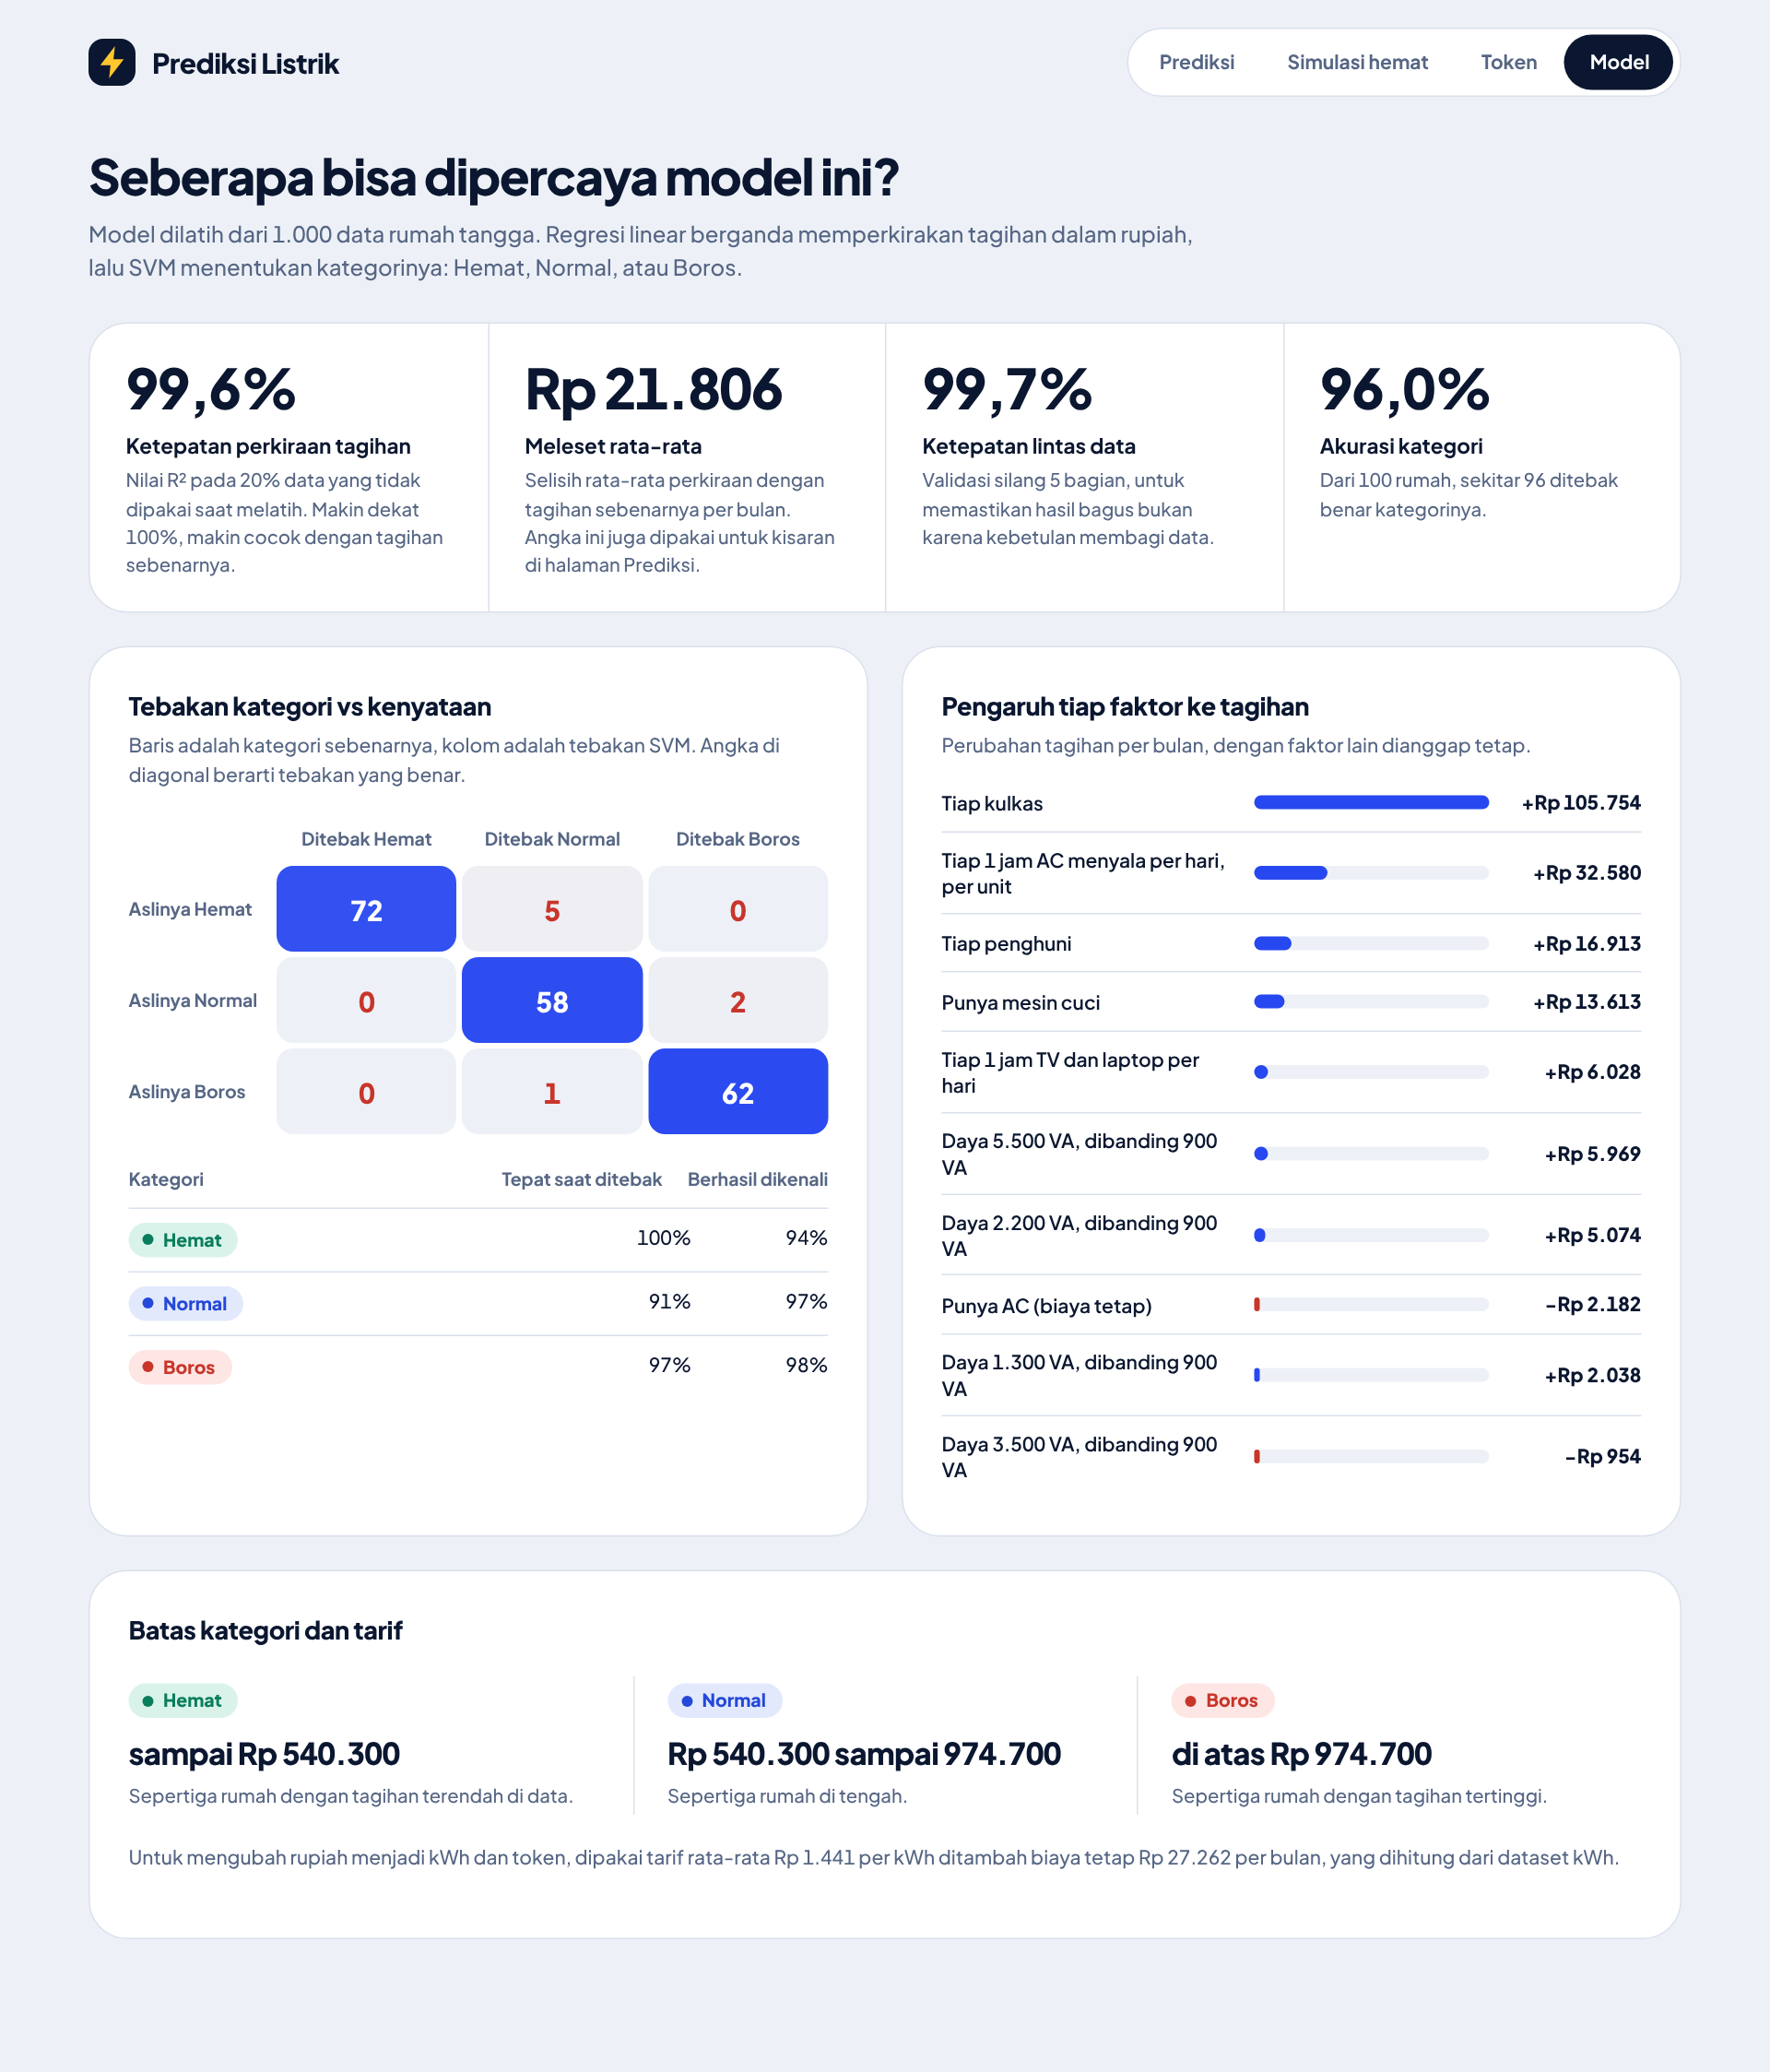 Prediksi Listrik
Prediksi
Simulasi hemat
Token
Model
Seberapa bisa dipercaya model ini?
Model dilatih dari 1.000 data rumah tangga. Regresi linear berganda memperkirakan tagihan dalam rupiah,
lalu SVM menentukan kategorinya: Hemat, Normal, atau Boros.
99,6%
Ketepatan perkiraan tagihan
Nilai R² pada 20% data yang tidak
dipakai saat melatih. Makin dekat
100%, makin cocok dengan tagihan
sebenarnya.
Rp 21.806
Meleset rata-rata
Selisih rata-rata perkiraan dengan
tagihan sebenarnya per bulan.
Angka ini juga dipakai untuk kisaran
di halaman Prediksi.
99,7%
Ketepatan lintas data
Validasi silang 5 bagian, untuk
memastikan hasil bagus bukan
karena kebetulan membagi data.
96,0%
Akurasi kategori
Dari 100 rumah, sekitar 96 ditebak
benar kategorinya.
Tebakan kategori vs kenyataan
Baris adalah kategori sebenarnya, kolom adalah tebakan SVM. Angka di
diagonal berarti tebakan yang benar.
Ditebak Hemat Ditebak Normal Ditebak Boros
Aslinya Hemat 72 5 0
Aslinya Normal 0 58 2
Aslinya Boros 0 1 62
Kategori Tepat saat ditebak Berhasil dikenali
Hemat 100% 94%
Normal 91% 97%
Boros 97% 98%
Pengaruh tiap faktor ke tagihan
Perubahan tagihan per bulan, dengan faktor lain dianggap tetap.
Tiap kulkas +Rp 105.754
Tiap 1 jam AC menyala per hari,
per unit
+Rp 32.580
Tiap penghuni +Rp 16.913
Punya mesin cuci +Rp 13.613
Tiap 1 jam TV dan laptop per
hari
+Rp 6.028
Daya 5.500 VA, dibanding 900
VA
+Rp 5.969
Daya 2.200 VA, dibanding 900
VA
+Rp 5.074
Punya AC (biaya tetap) −Rp 2.182
Daya 1.300 VA, dibanding 900
VA
+Rp 2.038
Daya 3.500 VA, dibanding 900
VA
−Rp 954
Batas kategori dan tarif
Hemat
sampai Rp 540.300
Sepertiga rumah dengan tagihan terendah di data.
Normal
Rp 540.300 sampai 974.700
Sepertiga rumah di tengah.
Boros
di atas Rp 974.700
Sepertiga rumah dengan tagihan tertinggi.
Untuk mengubah rupiah menjadi kWh dan token, dipakai tarif rata-rata Rp 1.441 per kWh ditambah biaya tetap Rp 27.262 per bulan, yang dihitung dari dataset kWh.